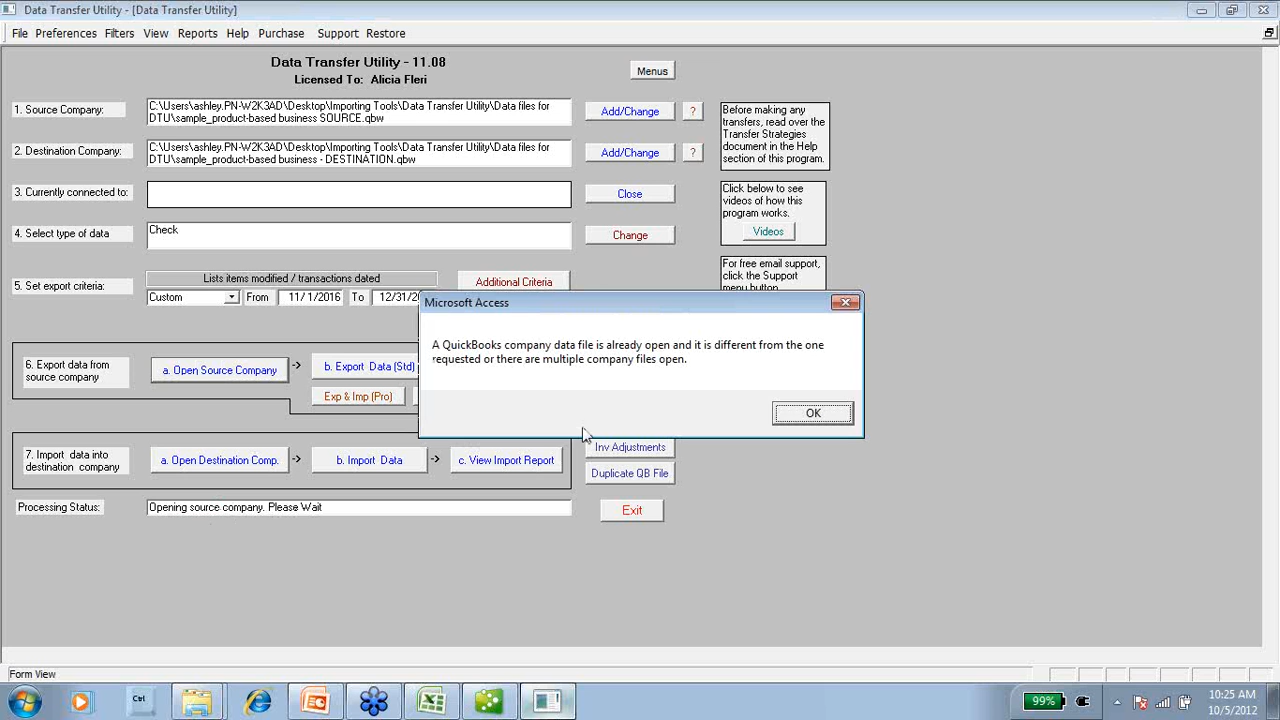 Data Transfer Utility - [Data Transfer Utility]
File Preferences Filters View Reports Help Purchase Support Restore
Data Transfer Utility - 11.08
Licensed To: Alicia Fleri
Menus
1. Source Company:
C:\Users\ashley.PN-W2K3AD\Desktop\Importing Tools\Data Transfer Utility\Data files for
DTU\sample_product-based business SOURCE.qbw
Add/Change
?
2. Destination Company:
C:\Users\ashley.PN-W2K3AD\Desktop\Importing Tools\Data Transfer Utility\Data files for
DTU\sample_product-based business - DESTINATION.qbw
Add/Change
?
Before making any
transfers, read over the
Transfer Strategies
document in the Help
section of this program.
3. Currently connected to:
Close
Click below to see
videos of how this
program works.
Videos
4. Select type of data
Check
Change
For free email support,
click the Support
menu button
5. Set export criteria:
Lists items modified / transactions dated
Additional Criteria
Custom From 11/ 1/2016 To 12/31/20
Microsoft Access
A QuickBooks company data file is already open and it is different from the one
requested or there are multiple company files open.
OK
6. Export data from
source company
a. Open Source Company
->
b. Export Data (Std)
Exp & Imp (Pro)
7. Import data into
destination company
a. Open Destination Comp.
->
b. Import Data
->
c. View Import Report
Inv Adjustments
Duplicate QB File
Processing Status:
Opening source company. Please Wait
Exit
Form View
Ctrl
99%
10:25 AM
10/5/2012